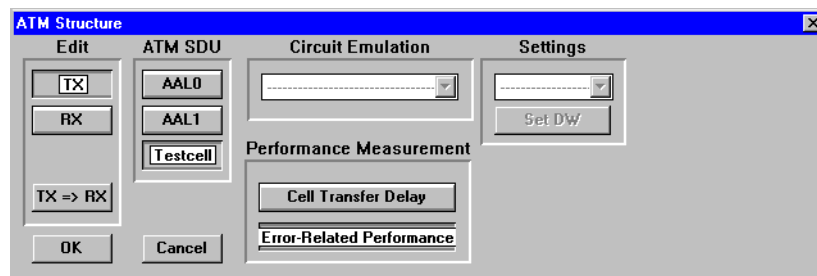 ATM Structure
Edit ATM SDU Circuit Emulation Settings
TX AAL0 -------------------------------------- --------------------
RX AAL1 Set DW
Testcell Performance Measurement
TX => RX Cell Transfer Delay
OK Cancel Error-Related Performance